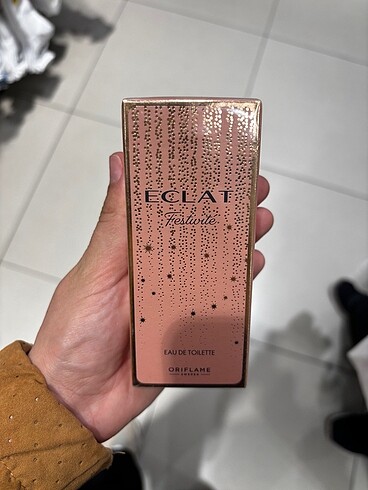 ECLAT
Festivité
EAU DE TOILETTE
ORIFLAME
SWEDEN